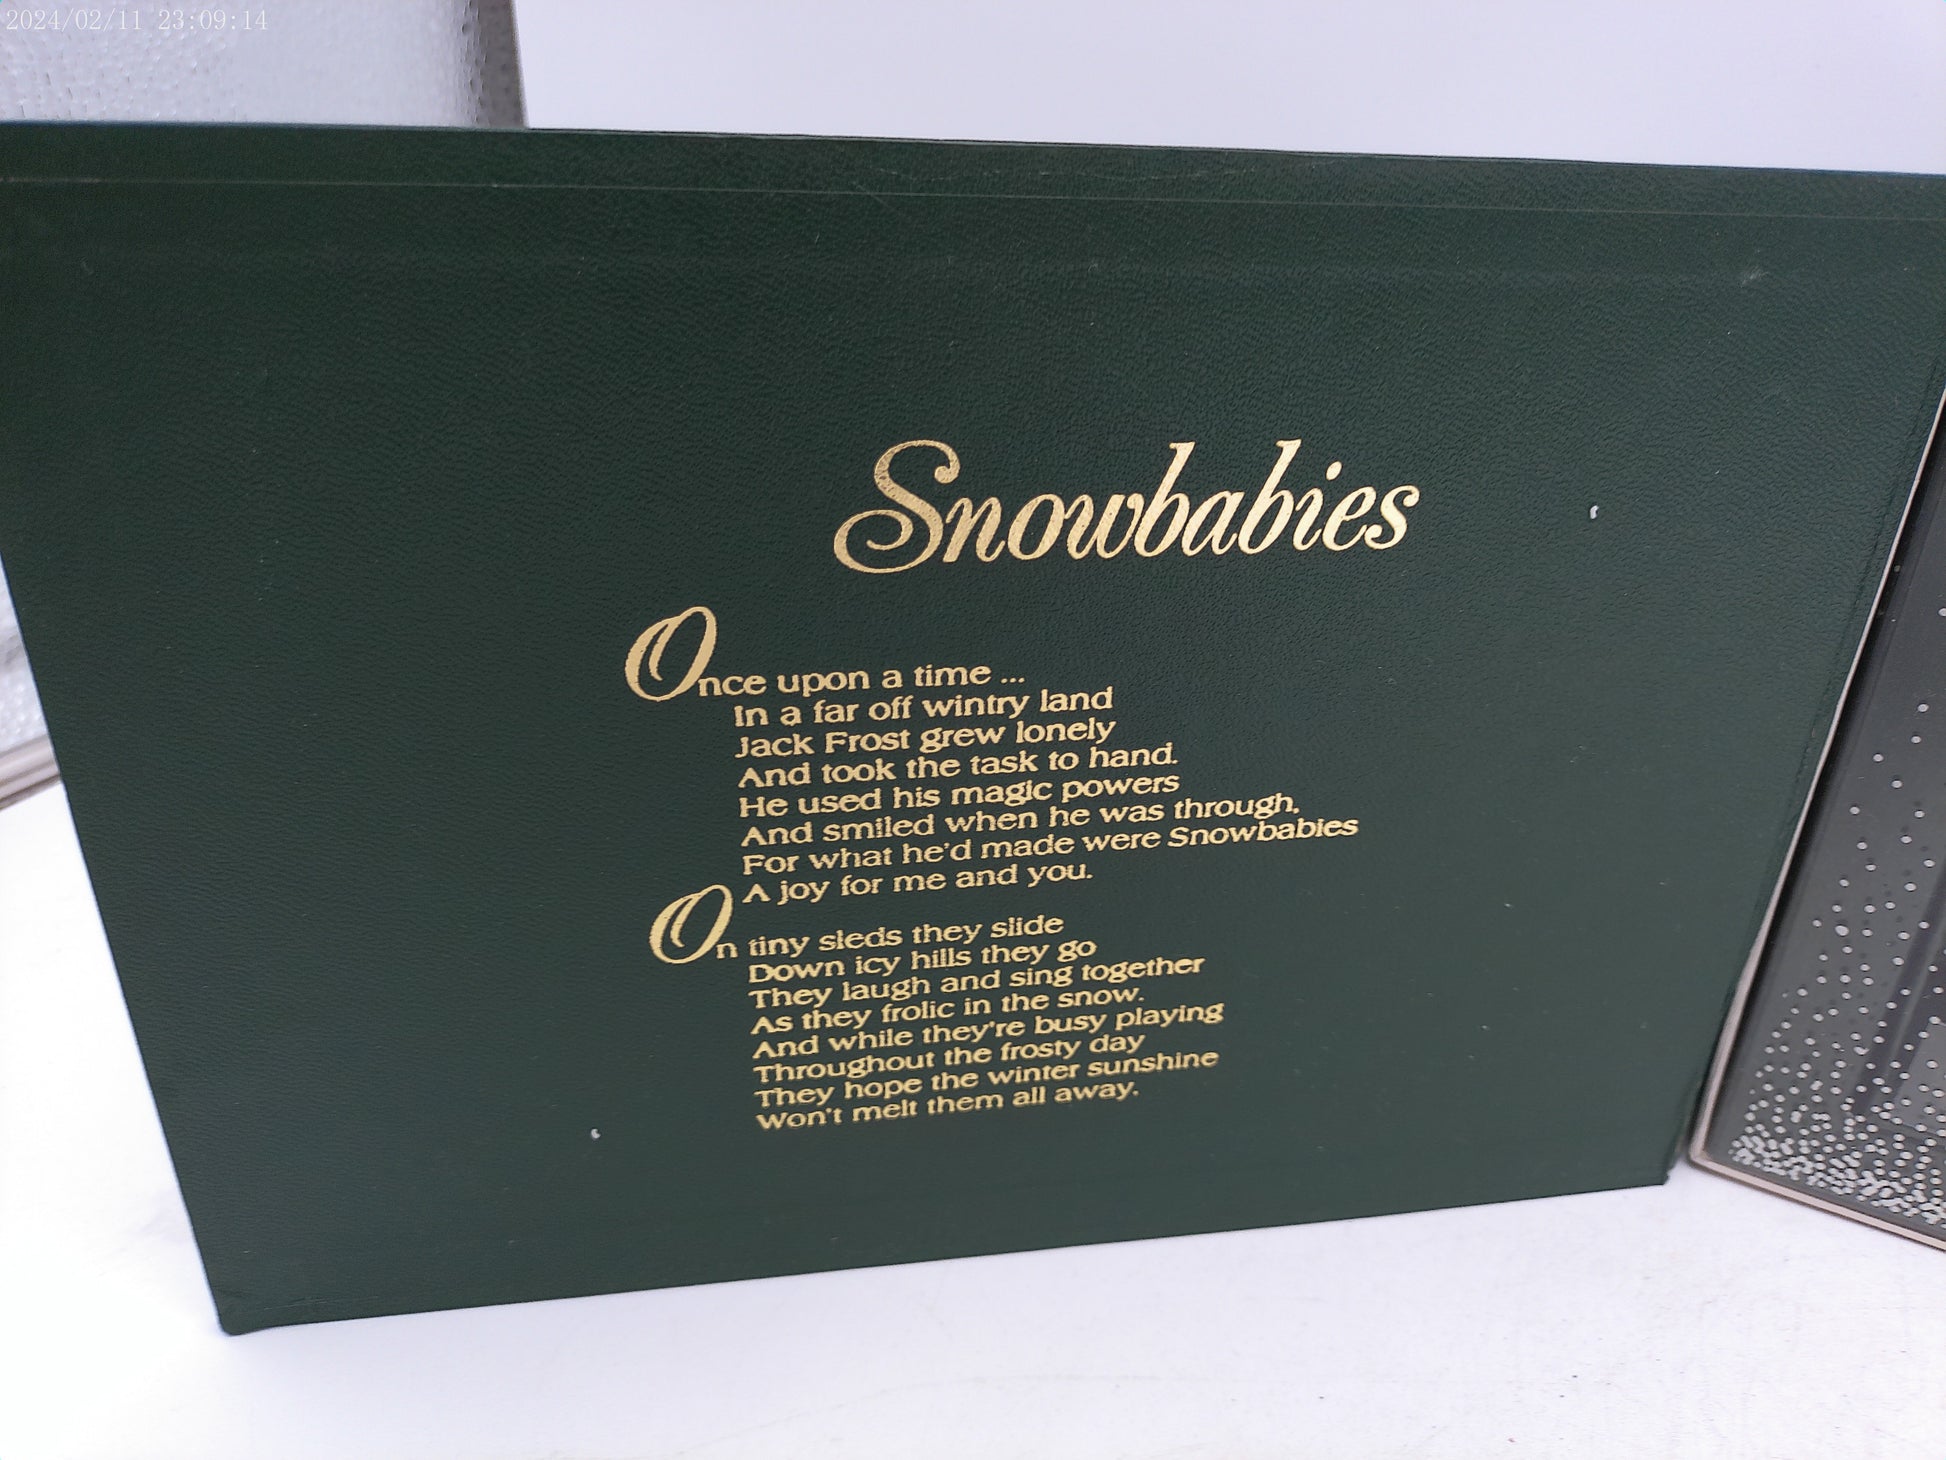 2024/02/11 23:09:14
Snowbabies
Once upon a time ...
In a far off wintry land
Jack Frost grew lonely
And took the task to hand.
He used his magic powers
And smiled when he was through,
For what he'd made were Snowbabies
A joy for me and you.
On tiny sleds they slide
Down icy hills they go
They laugh and sing together
As they frolic in the snow.
And while they're busy playing
Throughout the frosty day
They hope the winter sunshine
Won't melt them all away.